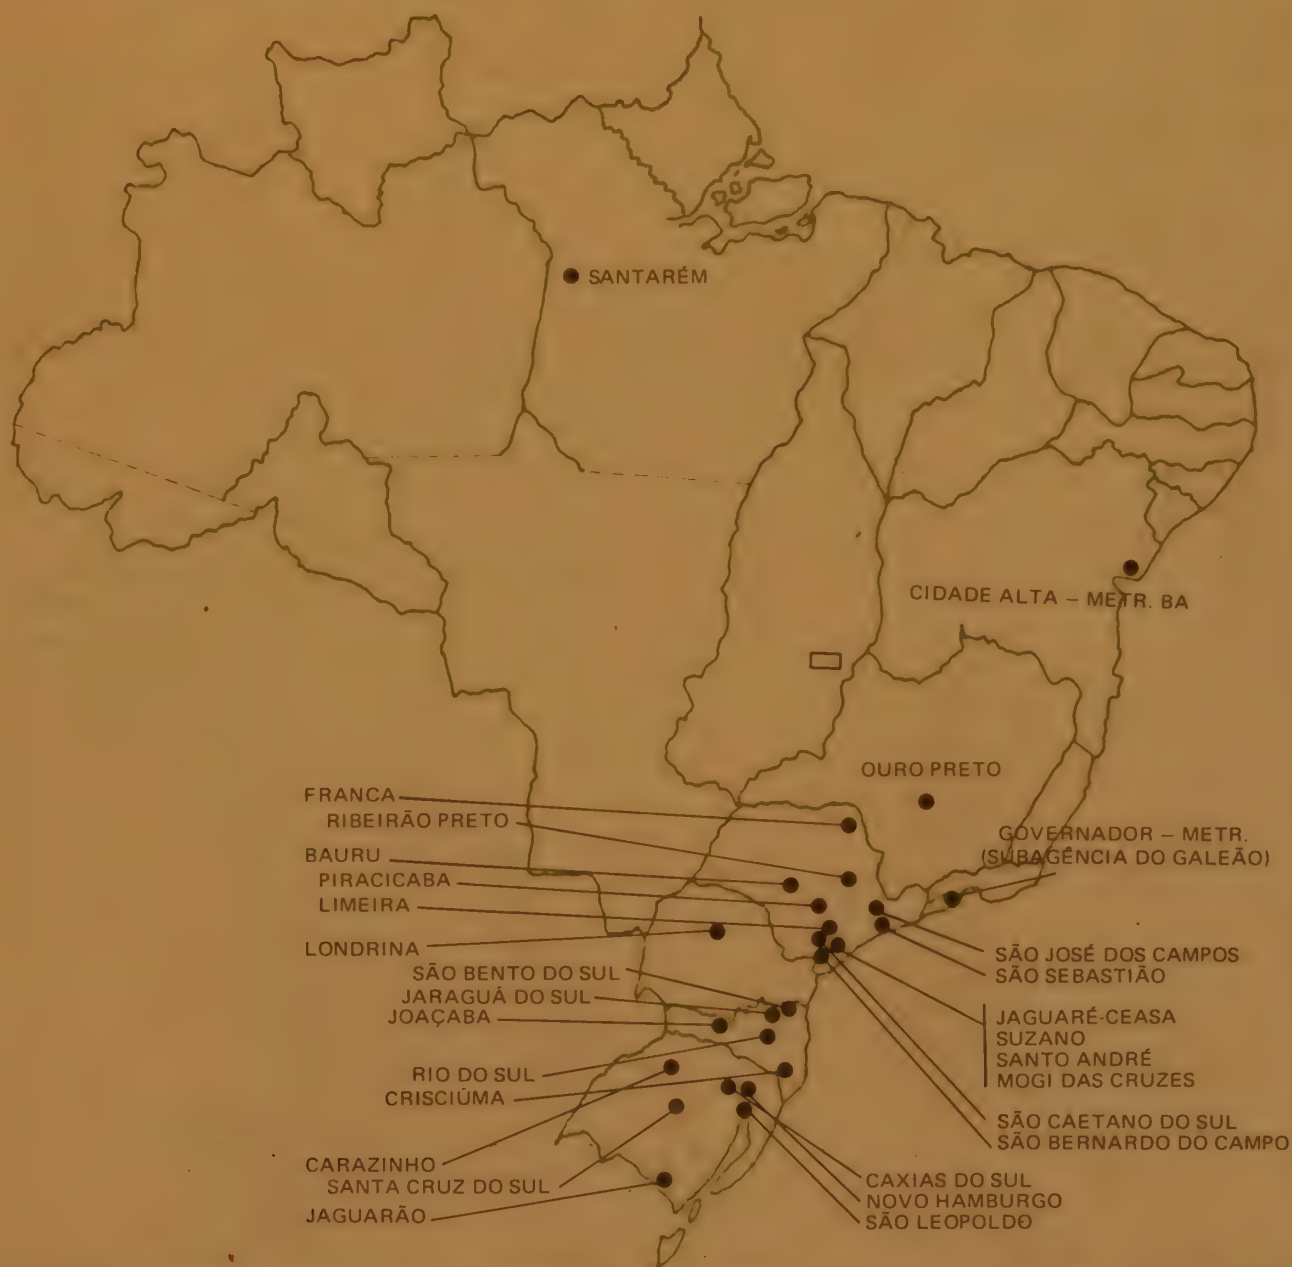 SANTARÉM
CIDADE ALTA – METR. BA
OURO PRETO
FRANCA
RIBEIRÃO PRETO
BAURU
PIRACICABA
LIMEIRA
LONDRINA
SÃO BENTO DO SUL
JARAGUÁ DO SUL
JOAÇABA
RIO DO SUL
CRISCIÚMA
CARAZINHO
SANTA CRUZ DO SUL
JAGUARÃO
GOVERNADOR – METR.
(SUBAGÊNCIA DO GALEÃO)
SÃO JOSÉ DOS CAMPOS
SÃO SEBASTIÃO
JAGUARÉ-CEASA
SUZANO
SANTO ANDRÉ
MOGI DAS CRUZES
SÃO CAETANO DO SUL
SÃO BERNARDO DO CAMPO
CAXIAS DO SUL
NOVO HAMBURGO
SÃO LEOPOLDO